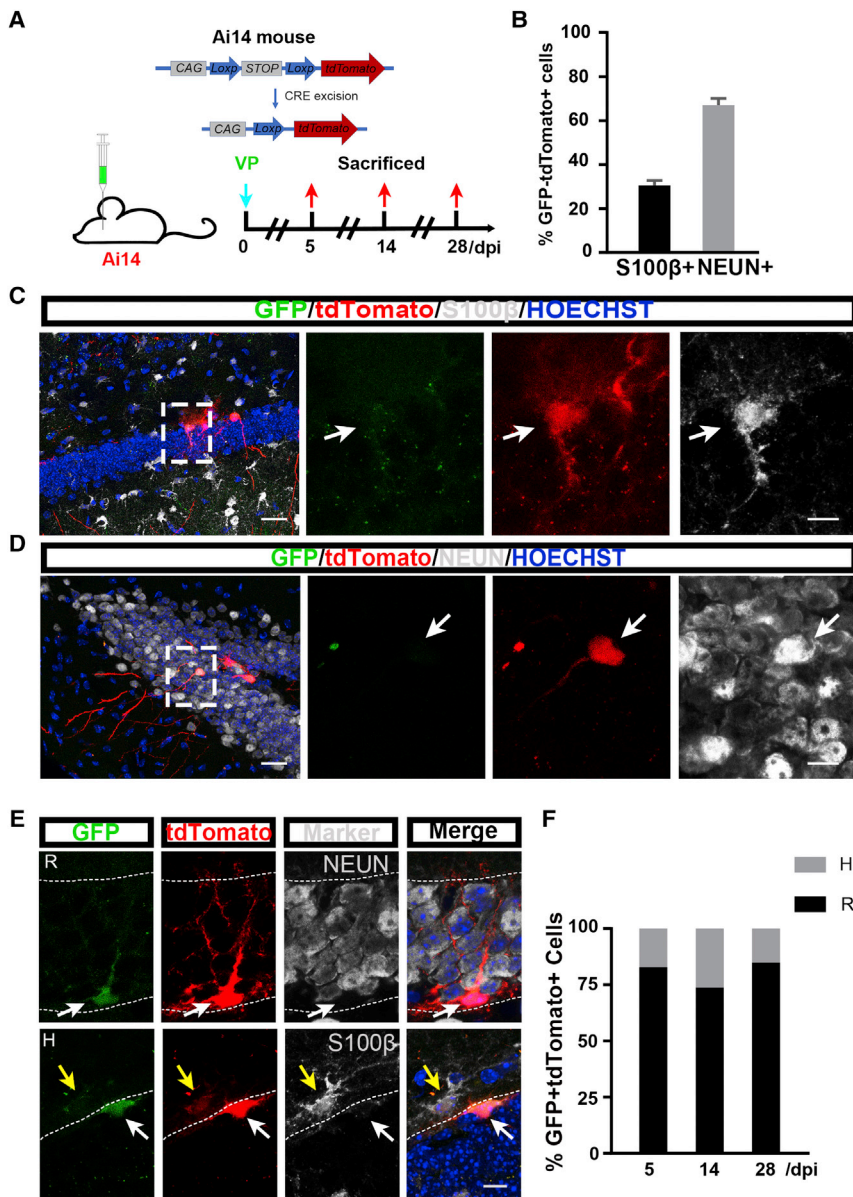 A
Ai14 mouse
CAG Loxp STOP Loxp tdTomato
CRE excision
CAG Loxp tdTomato
VP Sacrificed
Ai14
0 5 14 28/dpi
B
% GFP-tdTomato+ cells
100
80
60
40
20
0
S100β+ NEUN+
C
GFP/tdTomato/S100β/HOECHST
D
GFP/tdTomato/NEUN/HOECHST
E
GFP tdTomato Marker Merge
R NEUN
H S100β
F
H
R
% GFP+tdTomato+ Cells
100
75
50
25
0
5 14 28 /dpi